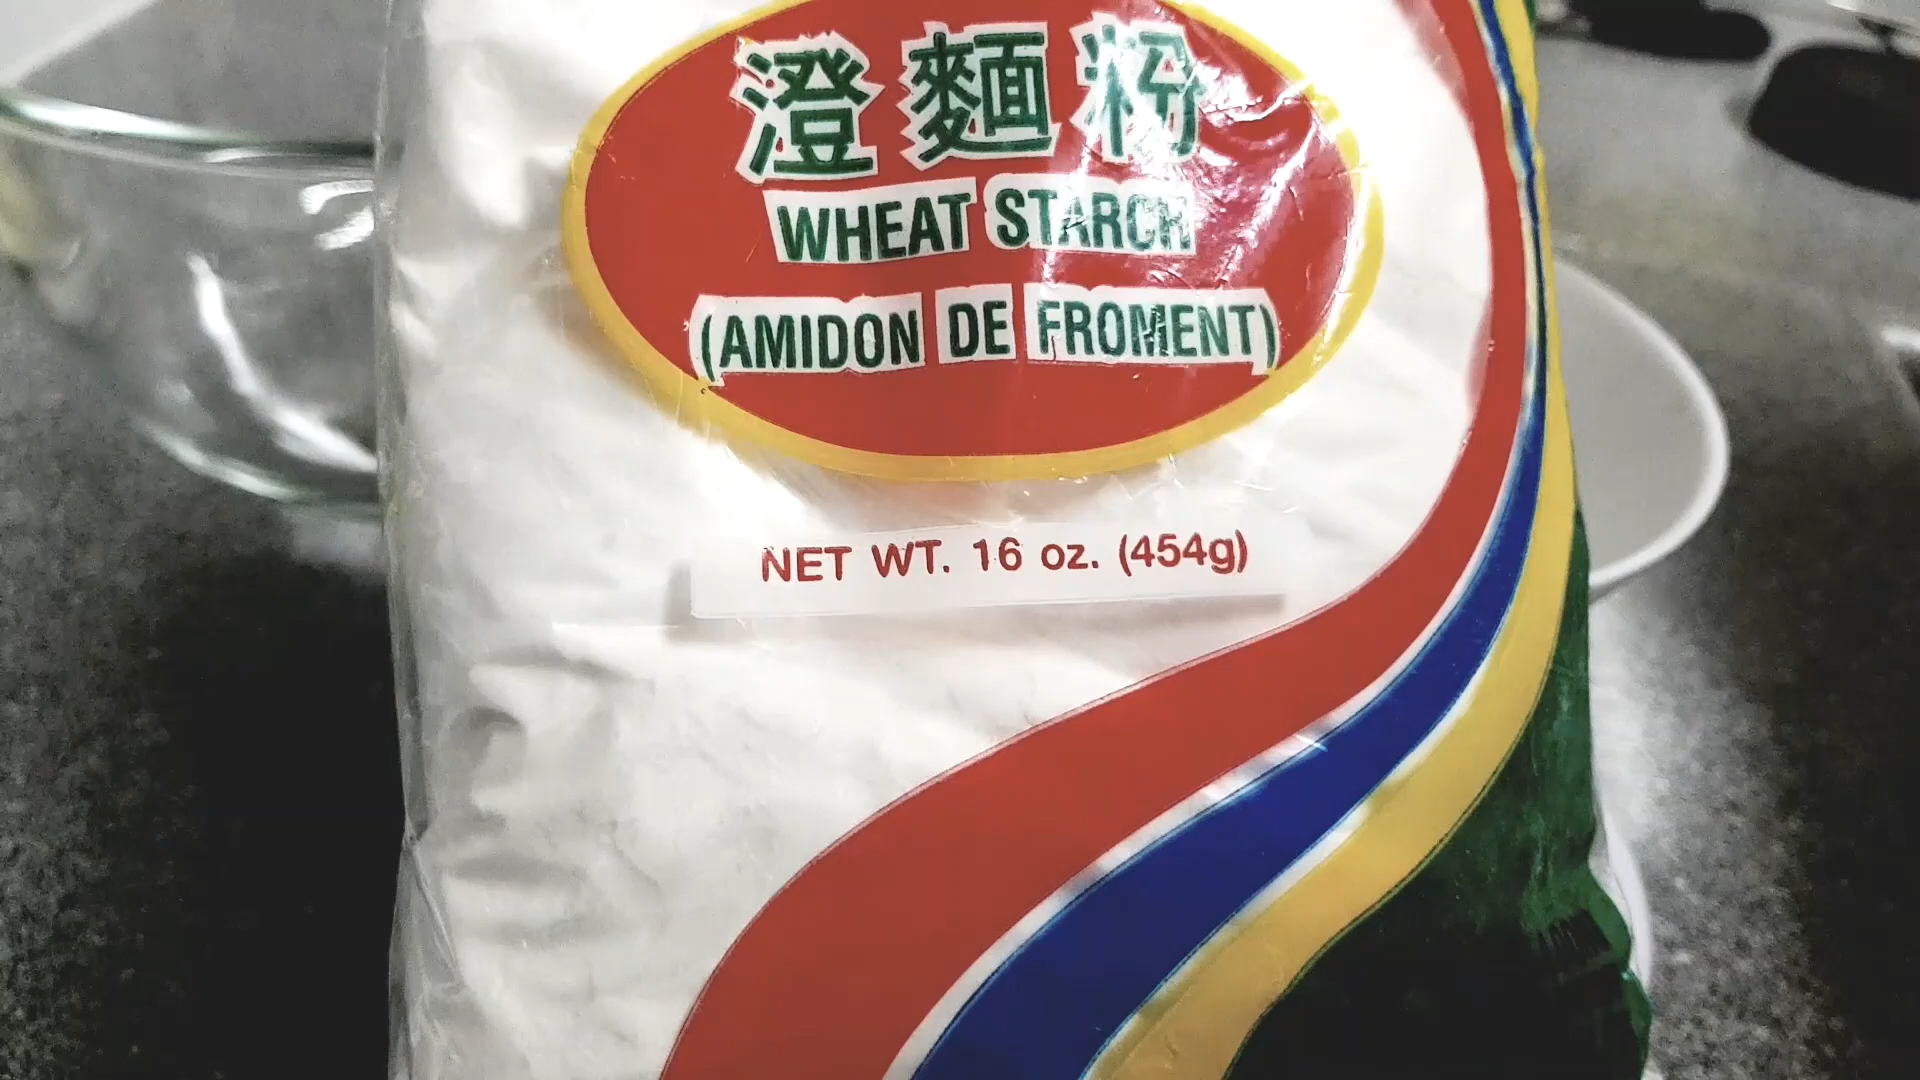 澄麵粉
WHEAT STARCH
(AMIDON DE FROMENT)
NET WT. 16 oz. (454g)